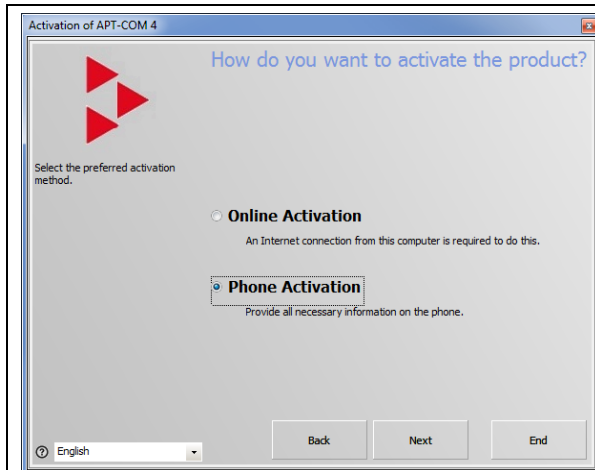 Activation of APT-COM 4
How do you want to activate the product?
Select the preferred activation
method.
Online Activation
An Internet connection from this computer is required to do this.
Phone Activation
Provide all necessary information on the phone.
English
Back
Next
End